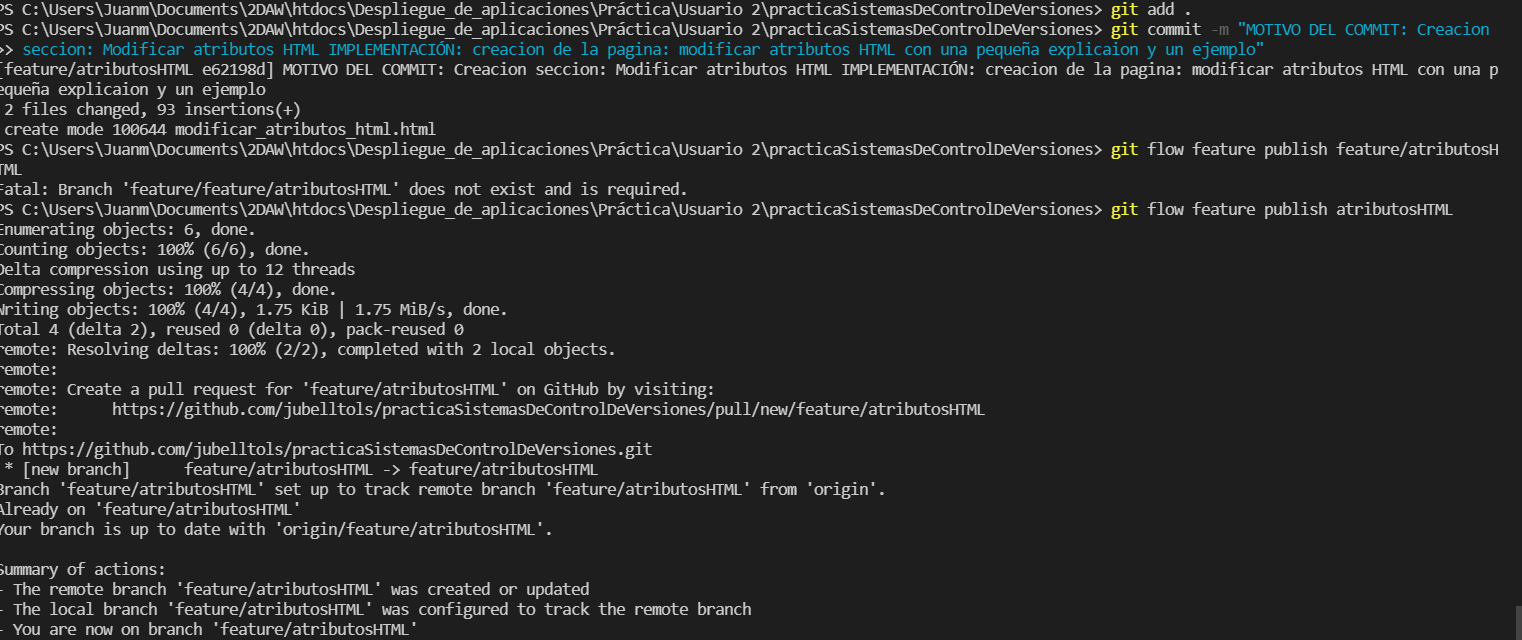 PS C:\Users\Juanm\Documents\2DAW\htdocs\Despliegue_de_aplicaciones\Práctica\Usuario 2\practicaSistemasDeControlDeVersiones> git add .
PS C:\Users\Juanm\Documents\2DAW\htdocs\Despliegue_de_aplicaciones\Práctica\Usuario 2\practicaSistemasDeControlDeVersiones> git commit -m "MOTIVO DEL COMMIT: Creacion
>> seccion: Modificar atributos HTML IMPLEMENTACIÓN: creacion de la pagina: modificar atributos HTML con una pequeña explicaion y un ejemplo"
[feature/atributosHTML e62198d] MOTIVO DEL COMMIT: Creacion seccion: Modificar atributos HTML IMPLEMENTACIÓN: creacion de la pagina: modificar atributos HTML con una p
equeña explicaion y un ejemplo
2 files changed, 93 insertions(+)
create mode 100644 modificar_atributos_html.html
PS C:\Users\Juanm\Documents\2DAW\htdocs\Despliegue_de_aplicaciones\Práctica\Usuario 2\practicaSistemasDeControlDeVersiones> git flow feature publish feature/atributosH
TML
Fatal: Branch 'feature/feature/atributosHTML' does not exist and is required.
PS C:\Users\Juanm\Documents\2DAW\htdocs\Despliegue_de_aplicaciones\Práctica\Usuario 2\practicaSistemasDeControlDeVersiones> git flow feature publish atributosHTML
Enumerating objects: 6, done.
Counting objects: 100% (6/6), done.
Delta compression using up to 12 threads
Compressing objects: 100% (4/4), done.
Writing objects: 100% (4/4), 1.75 KiB | 1.75 MiB/s, done.
Total 4 (delta 2), reused 0 (delta 0), pack-reused 0
remote: Resolving deltas: 100% (2/2), completed with 2 local objects.
remote:
remote: Create a pull request for 'feature/atributosHTML' on GitHub by visiting:
remote:      https://github.com/jubelltols/practicaSistemasDeControlDeVersiones/pull/new/feature/atributosHTML
remote:
To https://github.com/jubelltols/practicaSistemasDeControlDeVersiones.git
* [new branch]      feature/atributosHTML -> feature/atributosHTML
Branch 'feature/atributosHTML' set up to track remote branch 'feature/atributosHTML' from 'origin'.
Already on 'feature/atributosHTML'
Your branch is up to date with 'origin/feature/atributosHTML'.
Summary of actions:
- The remote branch 'feature/atributosHTML' was created or updated
- The local branch 'feature/atributosHTML' was configured to track the remote branch
- You are now on branch 'feature/atributosHTML'